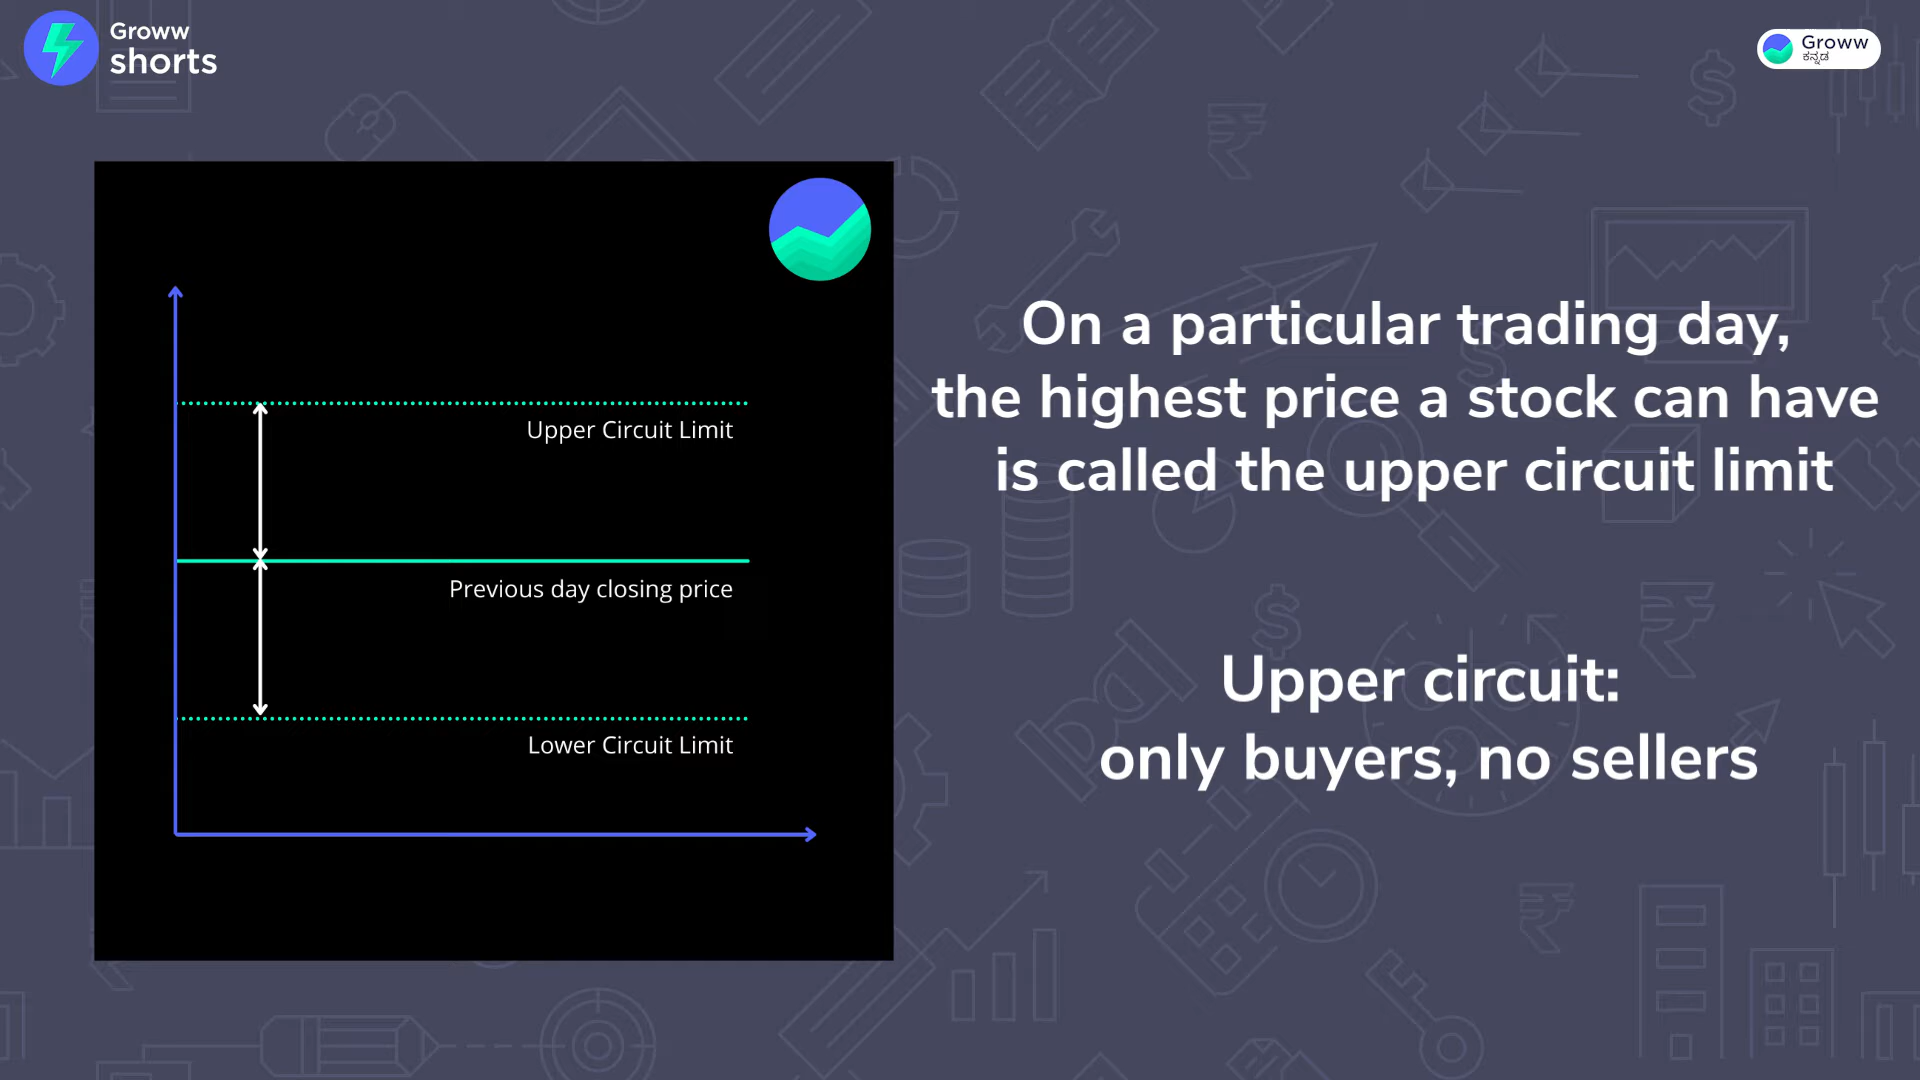 Groww
shorts
Groww
ಕನ್ನಡ
Upper Circuit Limit
Previous day closing price
Lower Circuit Limit
On a particular trading day,
the highest price a stock can have
is called the upper circuit limit
Upper circuit:
only buyers, no sellers